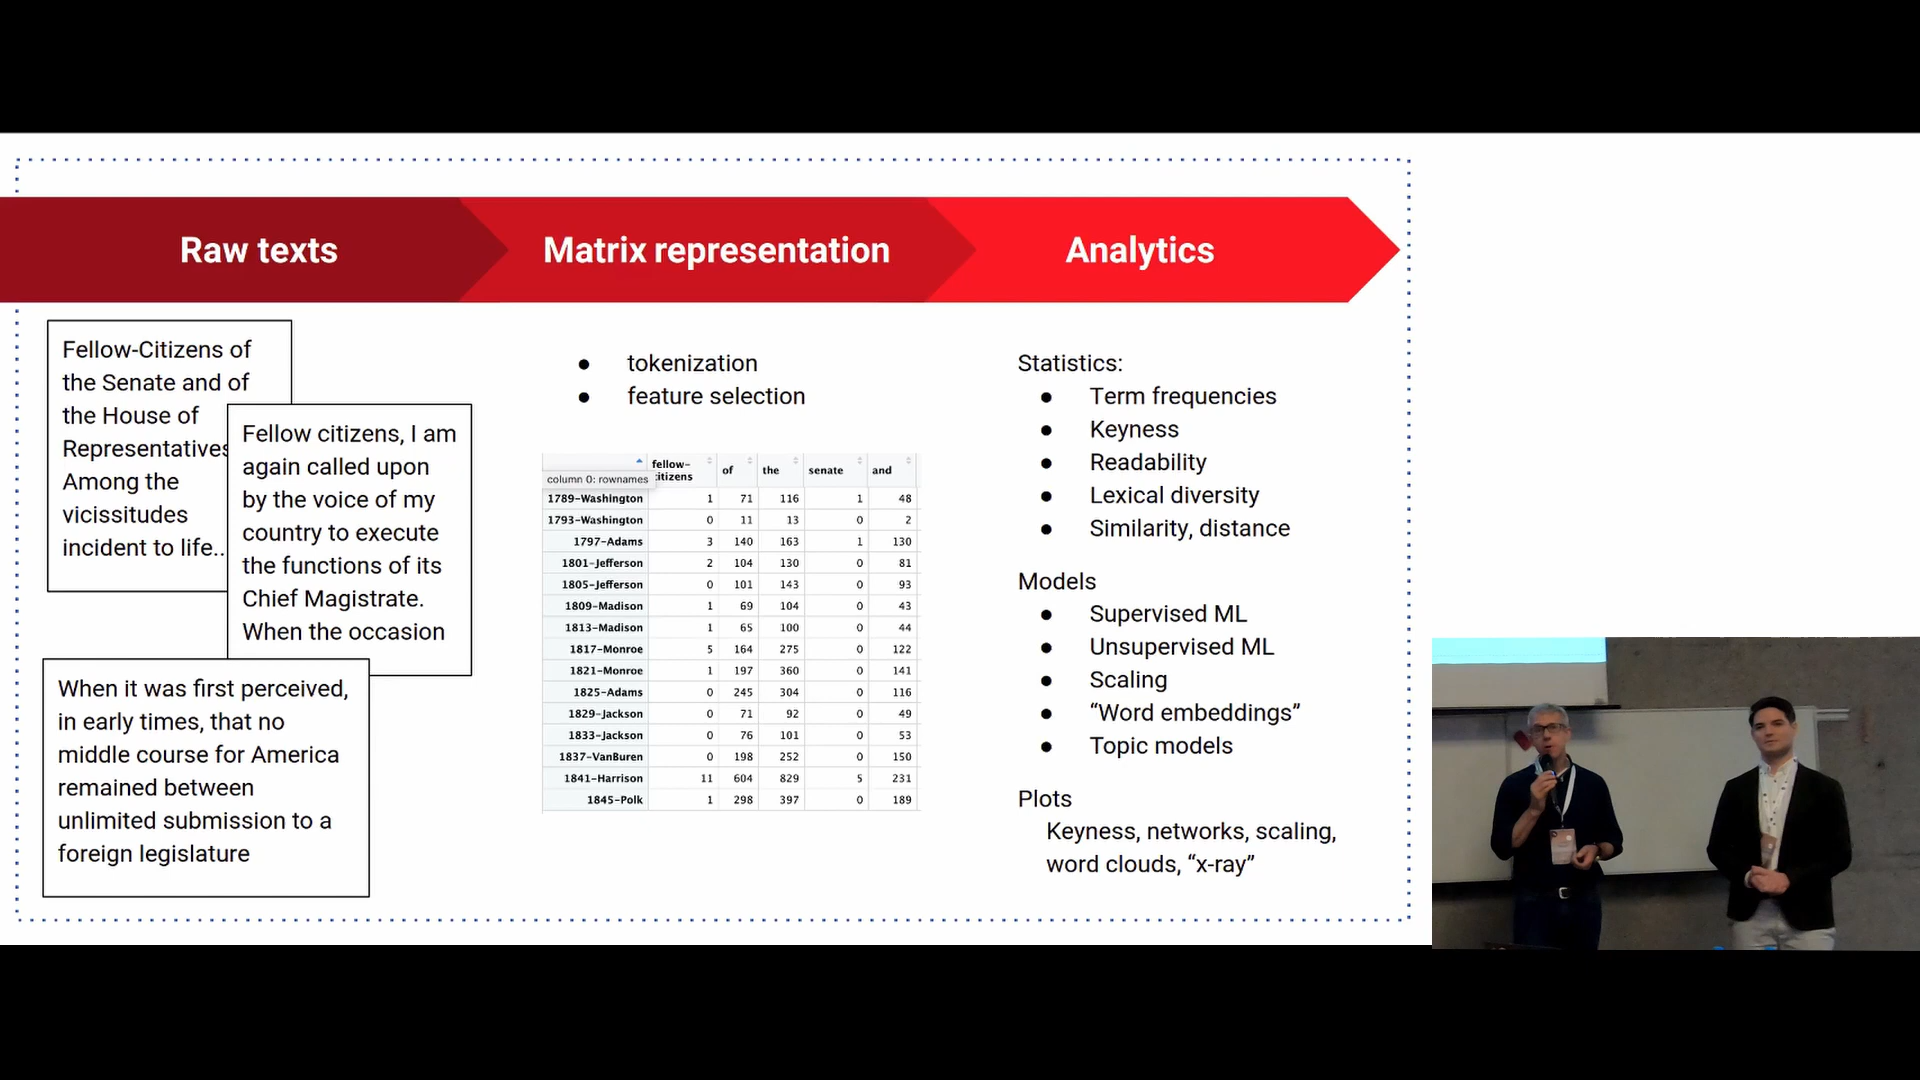 Raw texts
Matrix representation
Analytics
Fellow-Citizens of
the Senate and of
the House of
Representatives
Among the
vicissitudes
incident to life..
Fellow citizens, I am
again called upon
by the voice of my
country to execute
the functions of its
Chief Magistrate.
When the occasion
When it was first perceived,
in early times, that no
middle course for America
remained between
unlimited submission to a
foreign legislature
● tokenization
● feature selection
fellow-citizens of the senate and
column 0: rownames
1789-Washington 1 71 116 1 48
1793-Washington 0 11 13 0 2
1797-Adams 3 140 163 1 130
1801-Jefferson 2 104 130 0 81
1805-Jefferson 0 101 143 0 93
1809-Madison 1 69 104 0 43
1813-Madison 1 65 100 0 44
1817-Monroe 5 164 275 0 122
1821-Monroe 1 197 360 0 141
1825-Adams 0 245 304 0 116
1829-Jackson 0 71 92 0 49
1833-Jackson 0 76 101 0 53
1837-VanBuren 0 198 252 0 150
1841-Harrison 11 604 829 5 231
1845-Polk 1 298 397 0 189
Statistics:
● Term frequencies
● Keyness
● Readability
● Lexical diversity
● Similarity, distance
Models
● Supervised ML
● Unsupervised ML
● Scaling
● “Word embeddings”
● Topic models
Plots
Keyness, networks, scaling,
word clouds, “x-ray”